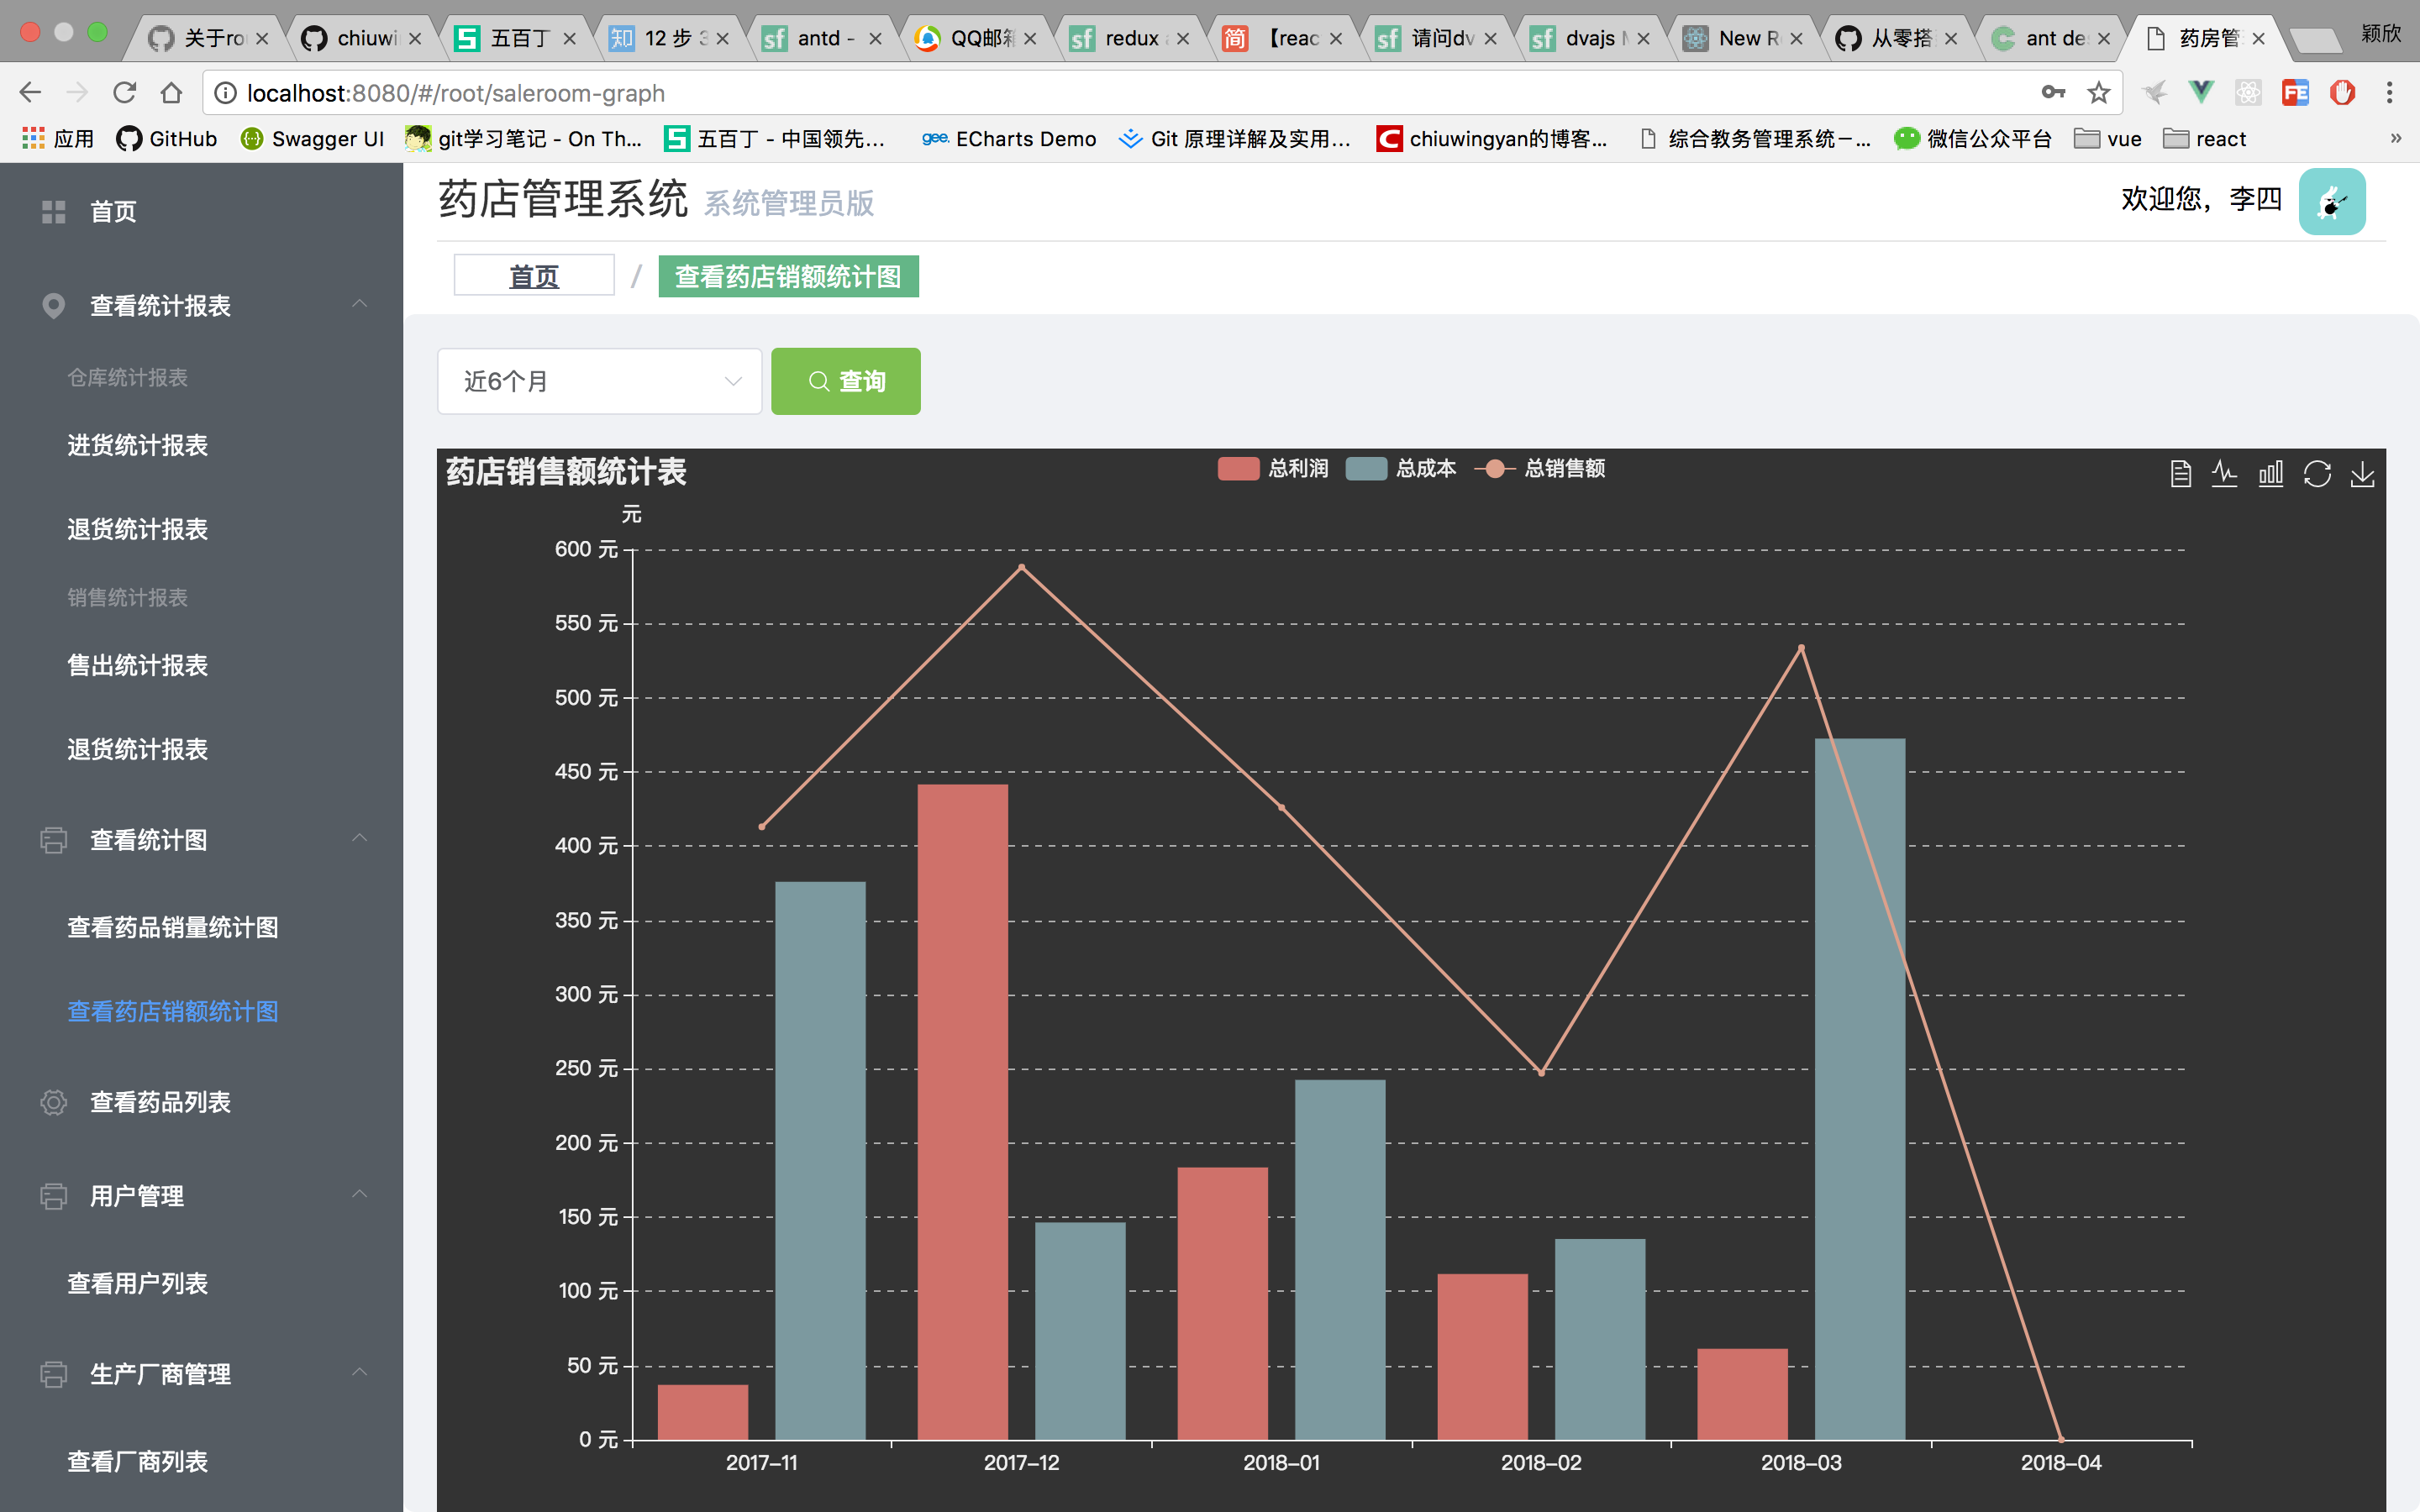 关于ro chiuwi 五百丁 12 步 3 antd - QQ邮箱 redux a 【reac 请问dv dvajs M New R 从零搭 ant de 药房管 颖欣
localhost:8080/#/root/saleroom-graph
应用 GitHub Swagger UI git学习笔记 - On Th... 五百丁 - 中国领先... ECharts Demo Git 原理详解及实用... chiuwingyan的博客... 综合教务管理系统－... 微信公众平台 vue react »
药店管理系统 系统管理员版
欢迎您，李四
首页
查看统计报表
仓库统计报表
进货统计报表
退货统计报表
销售统计报表
售出统计报表
退货统计报表
查看统计图
查看药品销量统计图
查看药店销额统计图
查看药品列表
用户管理
查看用户列表
生产厂商管理
查看厂商列表
首页 / 查看药店销额统计图
近6个月 查询
药店销售额统计表
总利润 总成本 总销售额
元
600 元
550 元
500 元
450 元
400 元
350 元
300 元
250 元
200 元
150 元
100 元
50 元
0 元
2017-11 2017-12 2018-01 2018-02 2018-03 2018-04